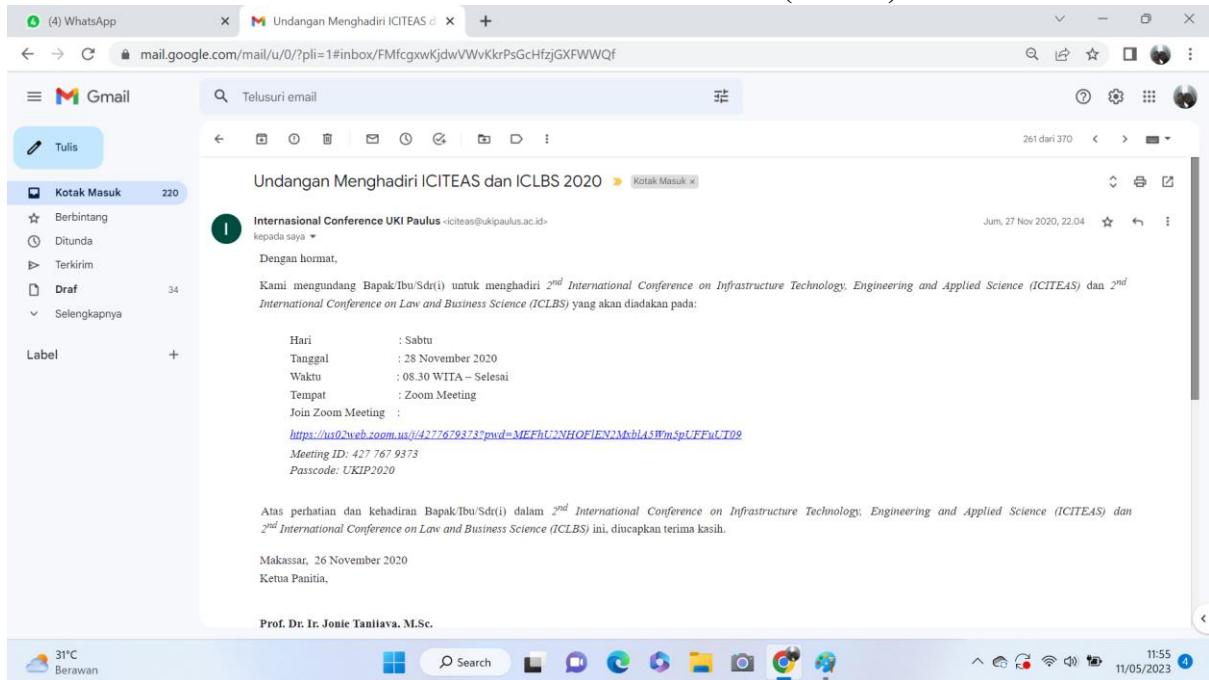 (4) WhatsApp
Undangan Menghadiri ICITEAS d
mail.google.com/mail/u/0/?pli=1#inbox/FMfcgxwKjdwVWvKkrPsGcHfzjGXFWWQf
Gmail
Telusuri email
Tulis
261 dari 370
Kotak Masuk 220
Berbintang
Ditunda
Terkirim
Draf 34
Selengkapnya
Label +
Undangan Menghadiri ICITEAS dan ICLBS 2020 Kotak Masuk ×
I
Internasional Conference UKI Paulus <iciteas@ukipaulus.ac.id> Jum, 27 Nov 2020, 22.04
kepada saya
Dengan hormat,
Kami mengundang Bapak/Ibu/Sdr(i) untuk menghadiri 2nd International Conference on Infrastructure Technology, Engineering and Applied Science (ICITEAS) dan 2nd
International Conference on Law and Business Science (ICLBS) yang akan diadakan pada:
Hari : Sabtu
Tanggal : 28 November 2020
Waktu : 08.30 WITA – Selesai
Tempat : Zoom Meeting
Join Zoom Meeting :
https://us02web.zoom.us/j/4277679373?pwd=MEFhU2NHOFlEN2MxblA5Wm5pUFFuUT09
Meeting ID: 427 767 9373
Passcode: UKIP2020
Atas perhatian dan kehadiran Bapak/Ibu/Sdr(i) dalam 2nd International Conference on Infrastructure Technology, Engineering and Applied Science (ICITEAS) dan
2nd International Conference on Law and Business Science (ICLBS) ini, diucapkan terima kasih.
Makassar, 26 November 2020
Ketua Panitia,
Prof. Dr. Ir. Jonie Tanijaya, M.Sc.
31°C
Berawan
Search
11:55
11/05/2023
4